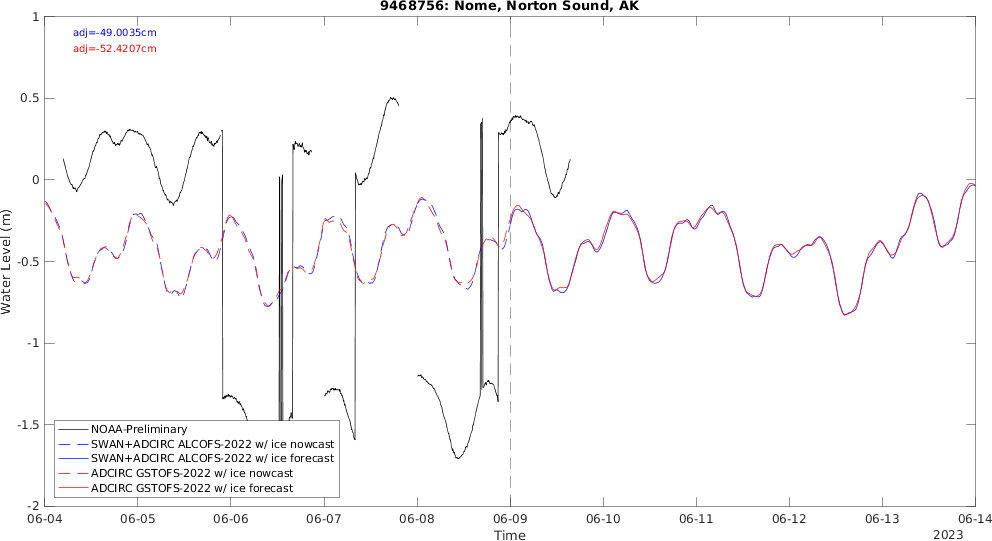 9468756: Nome, Norton Sound, AK
adj=-49.0035cm
adj=-52.4207cm
Water Level (m)
1
0.5
0
-0.5
-1
-1.5
-2
NOAA-Preliminary
SWAN+ADCIRC ALCOFS-2022 w/ ice nowcast
SWAN+ADCIRC ALCOFS-2022 w/ ice forecast
ADCIRC GSTOFS-2022 w/ ice nowcast
ADCIRC GSTOFS-2022 w/ ice forecast
06-04 06-05 06-06 06-07 06-08 06-09 06-10 06-11 06-12 06-13 06-14
Time
2023